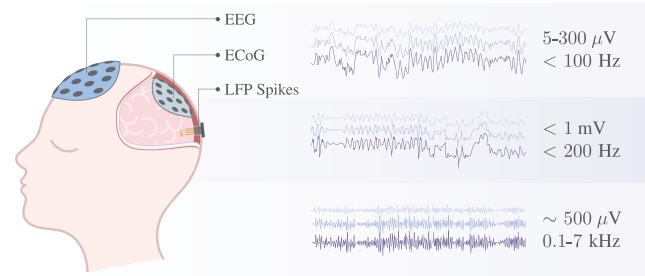 EEG
ECoG
LFP Spikes
5-300 μV
< 100 Hz
< 1 mV
< 200 Hz
~ 500 μV
0.1-7 kHz